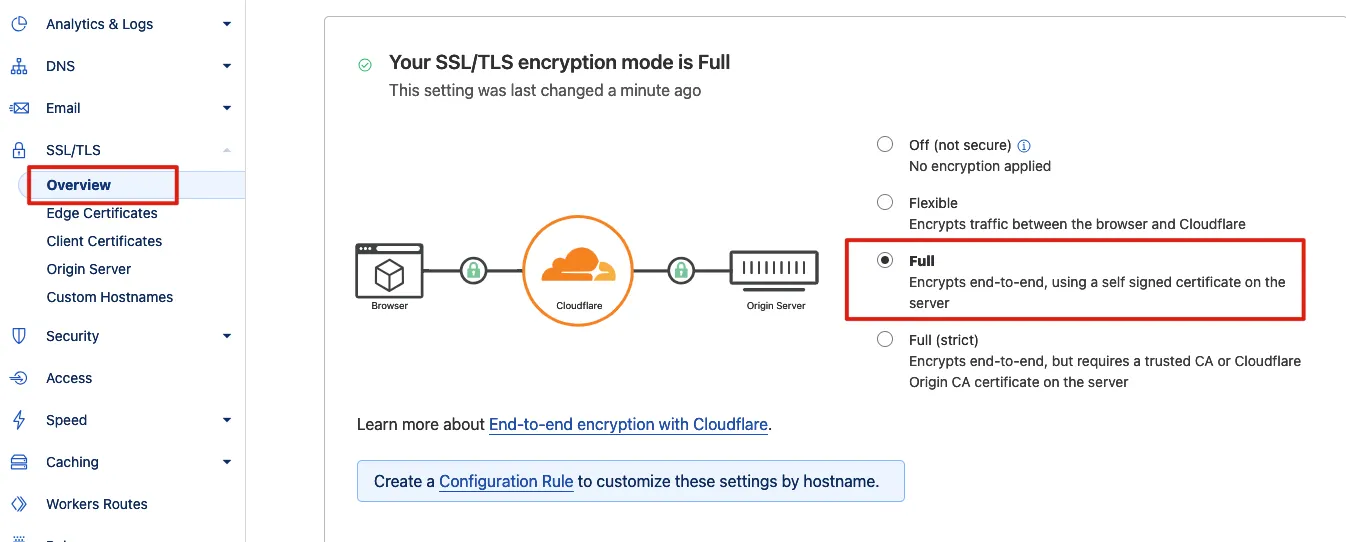 Analytics & Logs
DNS
Email
SSL/TLS
Overview
Edge Certificates
Client Certificates
Origin Server
Custom Hostnames
Security
Access
Speed
Caching
Workers Routes
Your SSL/TLS encryption mode is Full
This setting was last changed a minute ago
Browser
Cloudflare
Origin Server
Off (not secure)
No encryption applied
Flexible
Encrypts traffic between the browser and Cloudflare
Full
Encrypts end-to-end, using a self signed certificate on the
server
Full (strict)
Encrypts end-to-end, but requires a trusted CA or Cloudflare
Origin CA certificate on the server
Learn more about End-to-end encryption with Cloudflare.
Create a Configuration Rule to customize these settings by hostname.